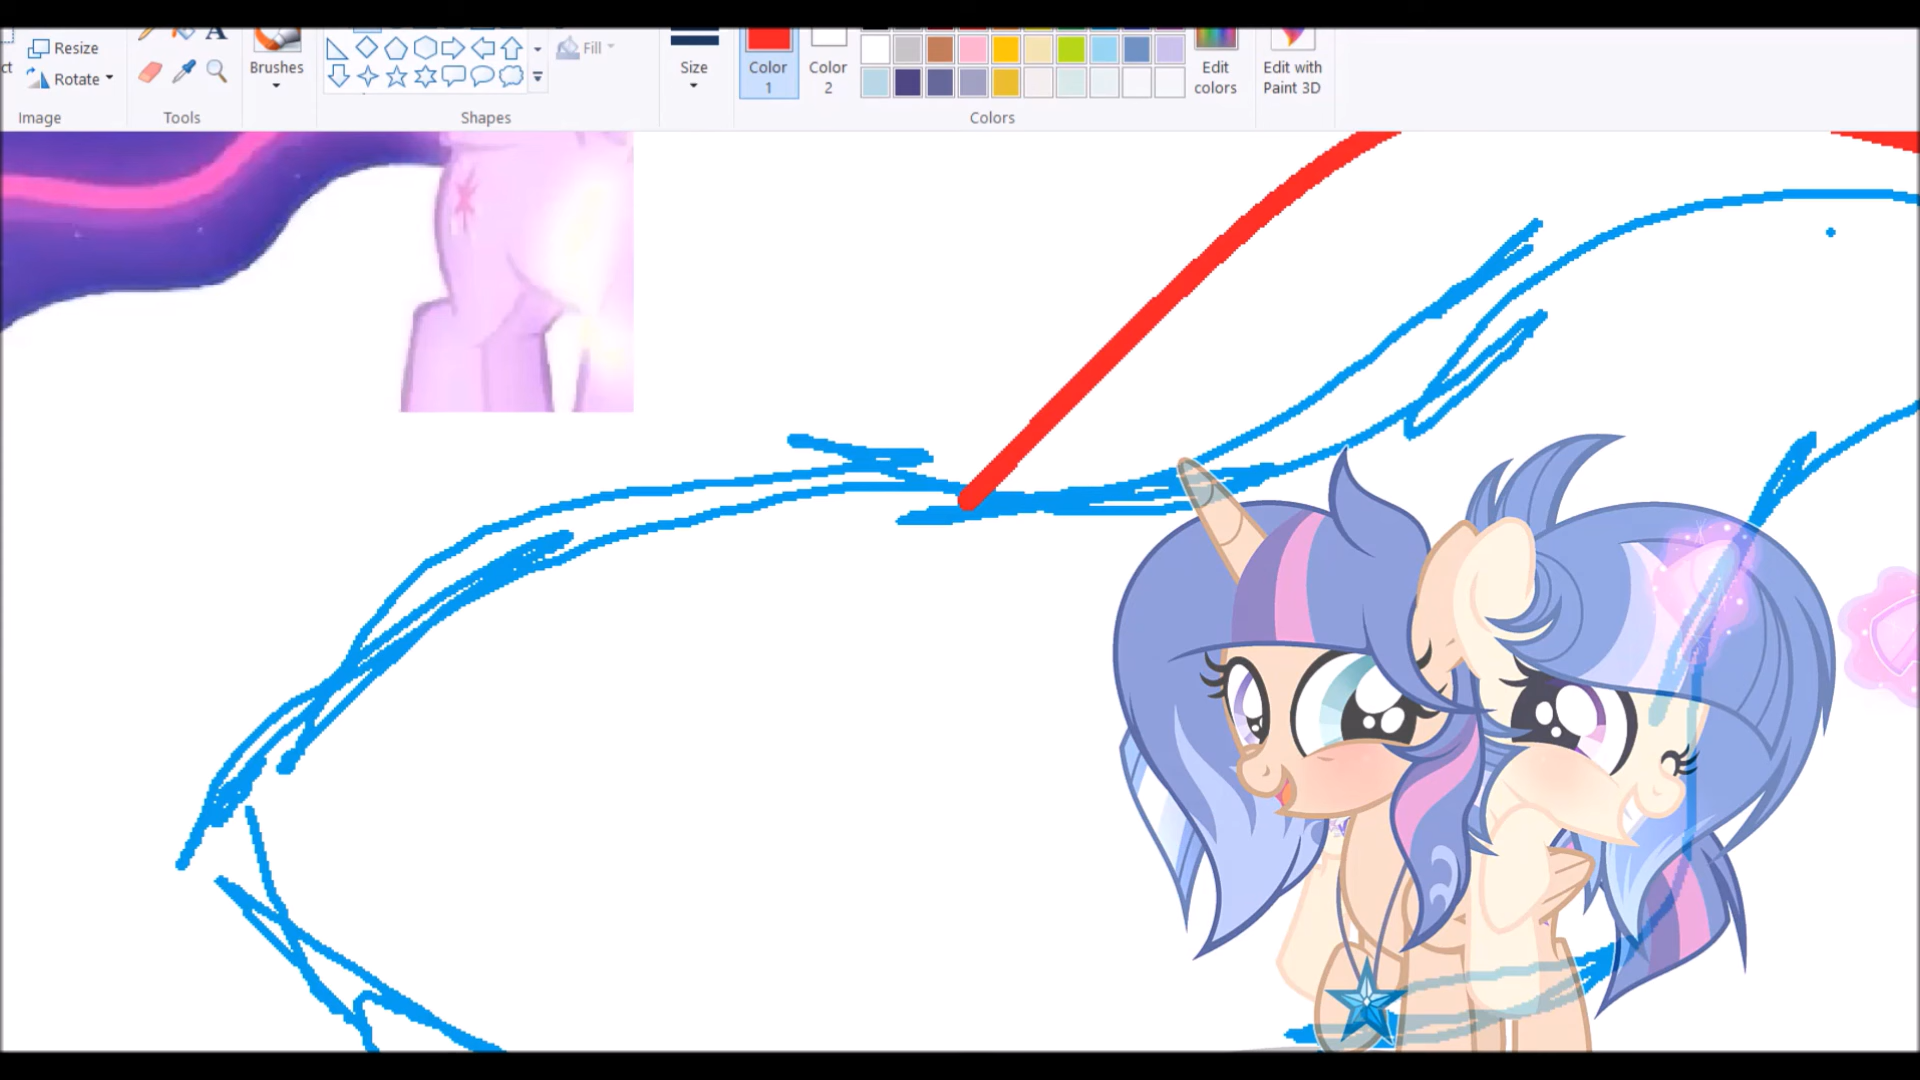 Resize
ct
Rotate
Image
A
Tools
Brushes
Fill
Shapes
Size
Color
1
Color
2
Edit
colors
Edit with
Paint 3D
Colors